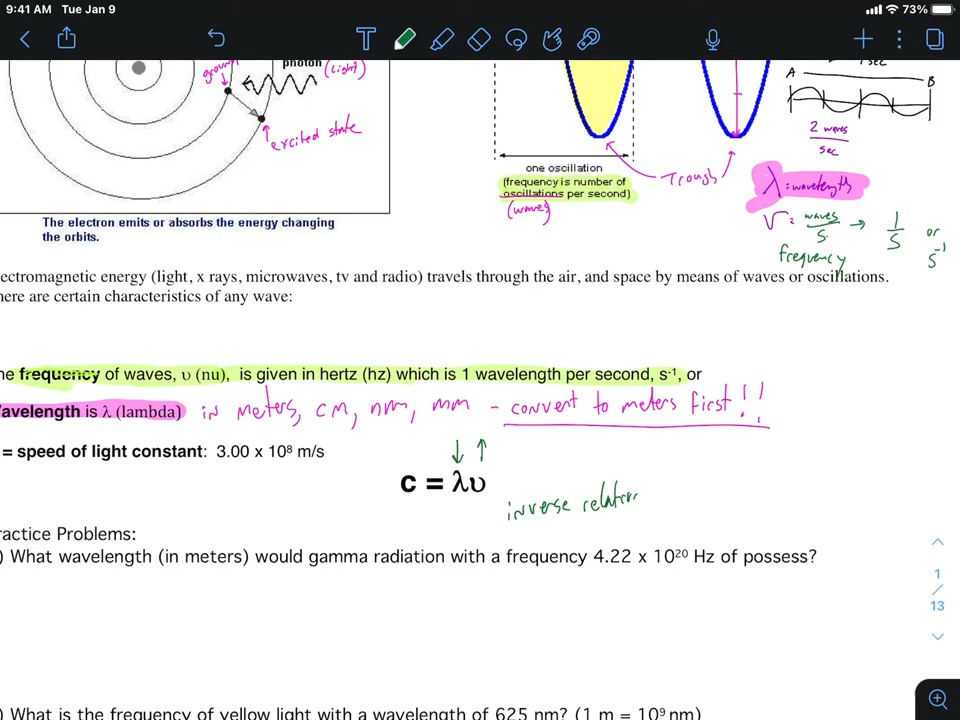 9:41 AM Tue Jan 9
73%
T
ground
photon (Light)
excited state
The electron emits or absorbs the energy changing
the orbits.
one oscillation
(frequency is number of
oscillations per second)
(waves)
Trough
1 sec
A
B
2 waves
sec
λ = wavelength
ν = waves
s
→ 1
s
or
s⁻¹
frequency
ectromagnetic energy (light, x rays, microwaves, tv and radio) travels through the air, and space by means of waves or oscillations.
here are certain characteristics of any wave:
he frequency of waves, υ (nu), is given in hertz (hz) which is 1 wavelength per second, s⁻¹, or
Wavelength is λ (lambda) in meters, cm, nm, mm - convert to meters first!!
= speed of light constant: 3.00 x 10⁸ m/s
↓ ↑
c = λυ
inverse relation
ractice Problems:
) What wavelength (in meters) would gamma radiation with a frequency 4.22 x 10²⁰ Hz of possess?
1
/
13
) What is the frequency of yellow light with a wavelength of 625 nm? (1 m = 10⁹ nm)